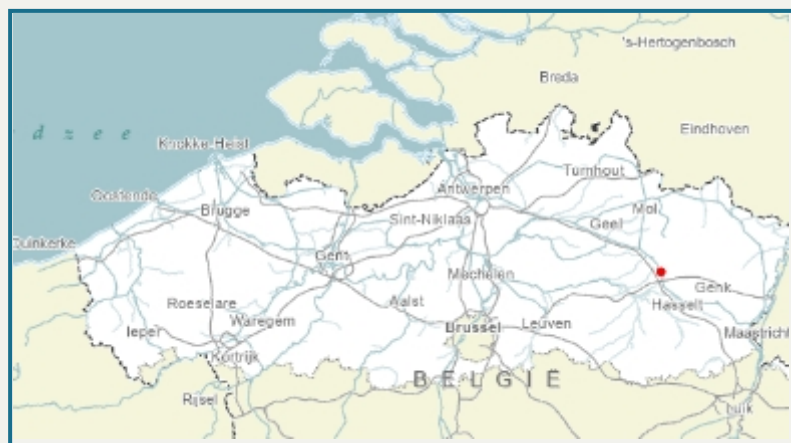 's-Hertogenbosch
Breda
dzee
Eindhoven
Knokke-Heist
Turnhout
Antwerpen
Oostende
Mol
Brugge
Sint-Niklaas
Geel
Duinkerke
Gent
Mechelen
Genk
Aalst
Roeselare
Hasselt
Waregem
Brussel
Leuven
Ieper
Maastricht
Kortrijk
BELGIË
Rijsel
Luik